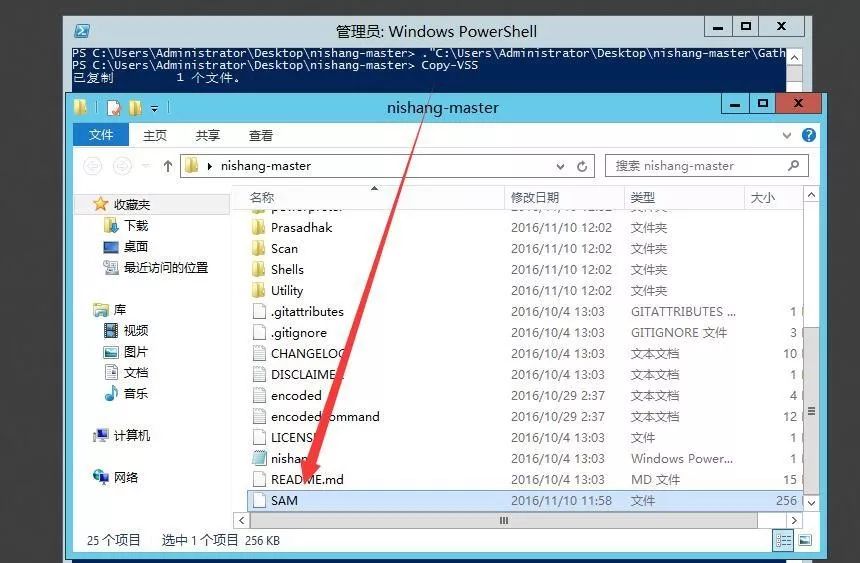 管理员: Windows PowerShell
PS C:\Users\Administrator\Desktop\nishang-master> ."C:\Users\Administrator\Desktop\nishang-master\Gath
PS C:\Users\Administrator\Desktop\nishang-master> Copy-VSS
已复制 1 个文件。
nishang-master
文件 主页 共享 查看
nishang-master 搜索 nishang-master
名称 修改日期 类型 大小
收藏夹
下载
桌面
最近访问的位置
库
视频
图片
文档
音乐
计算机
网络
2016/11/10 12:02 文件夹
Prasadhak 2016/11/10 12:02 文件夹
Scan 2016/11/10 12:02 文件夹
Shells 2016/11/10 12:02 文件夹
Utility 2016/11/10 12:02 文件夹
.gitattributes 2016/10/4 13:03 GITATTRIBUTES ... 1
.gitignore 2016/10/4 13:03 GITIGNORE 文件 3
CHANGELOG 2016/10/4 13:03 文本文档 10
DISCLAIME 2016/10/4 13:03 文本文档 1
encoded 2016/10/29 2:37 文本文档 4
encodedcommand 2016/10/29 2:37 文本文档 12
LICENSE 2016/10/4 13:03 文件 1
nishan 2016/10/4 13:03 Windows Power... 1
README.md 2016/10/4 13:03 MD 文件 15
SAM 2016/11/10 11:58 文件 256
25 个项目 选中 1 个项目 256 KB